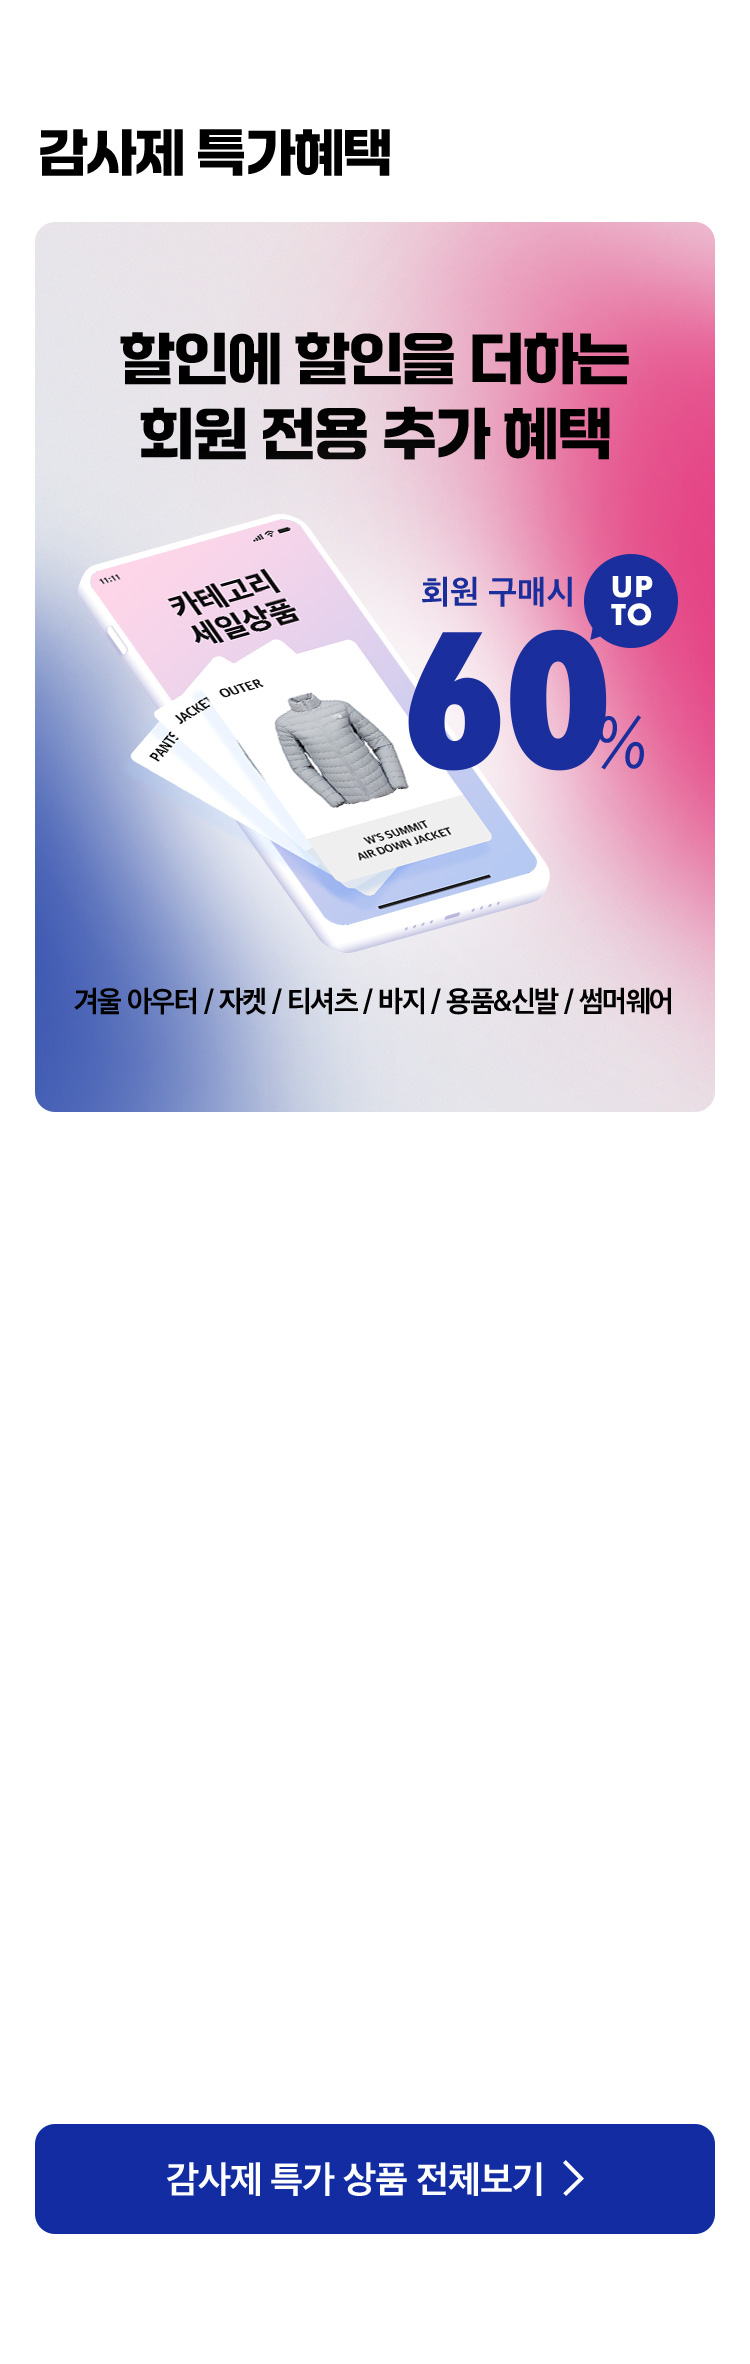 감사제 특가혜택
할인에 할인을 더하는
회원 전용 추가 혜택
11:11
카테고리
세일상품
PANTS
JACKET
OUTER
W'S SUMMIT
AIR DOWN JACKET
회원 구매시
UP
TO
60%
겨울 아우터 / 자켓 / 티셔츠 / 바지 / 용품&신발 / 썸머웨어
감사제 특가 상품 전체보기